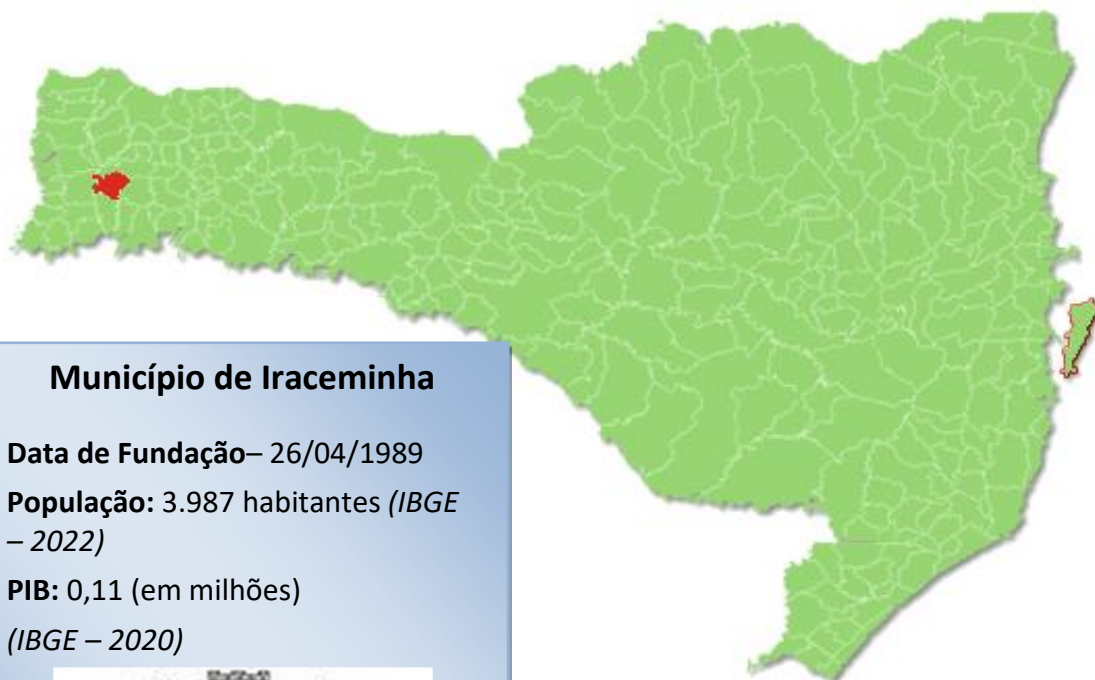 Município de Iraceminha
Data de Fundação– 26/04/1989
População: 3.987 habitantes (IBGE
– 2022)
PIB: 0,11 (em milhões)
(IBGE – 2020)